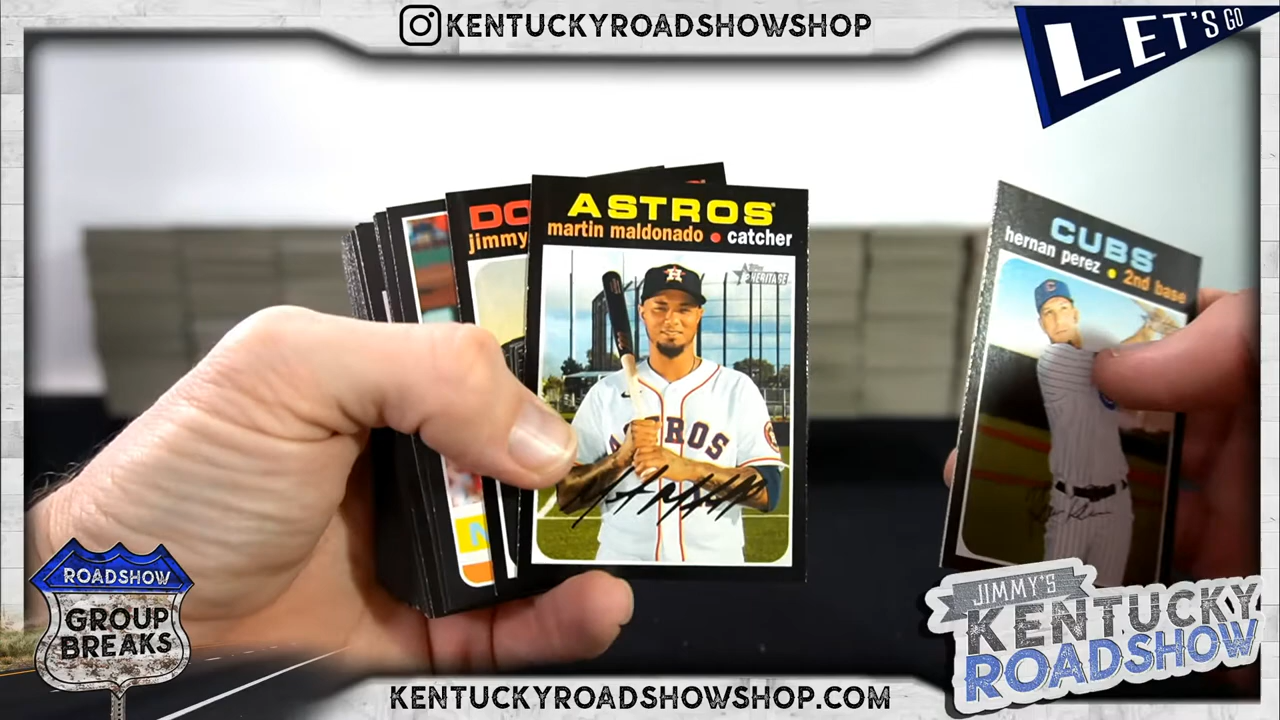 KENTUCKYROADSHOWSHOP
LET'S GO
ASTROS
martin maldonado • catcher
Topps
HERITAGE
ASTROS
DO
jimmy
CUBS
hernan perez • 2nd base
ROADSHOW
GROUP
BREAKS
JIMMY'S
KENTUCKY
ROADSHOW
KENTUCKYROADSHOWSHOP.COM